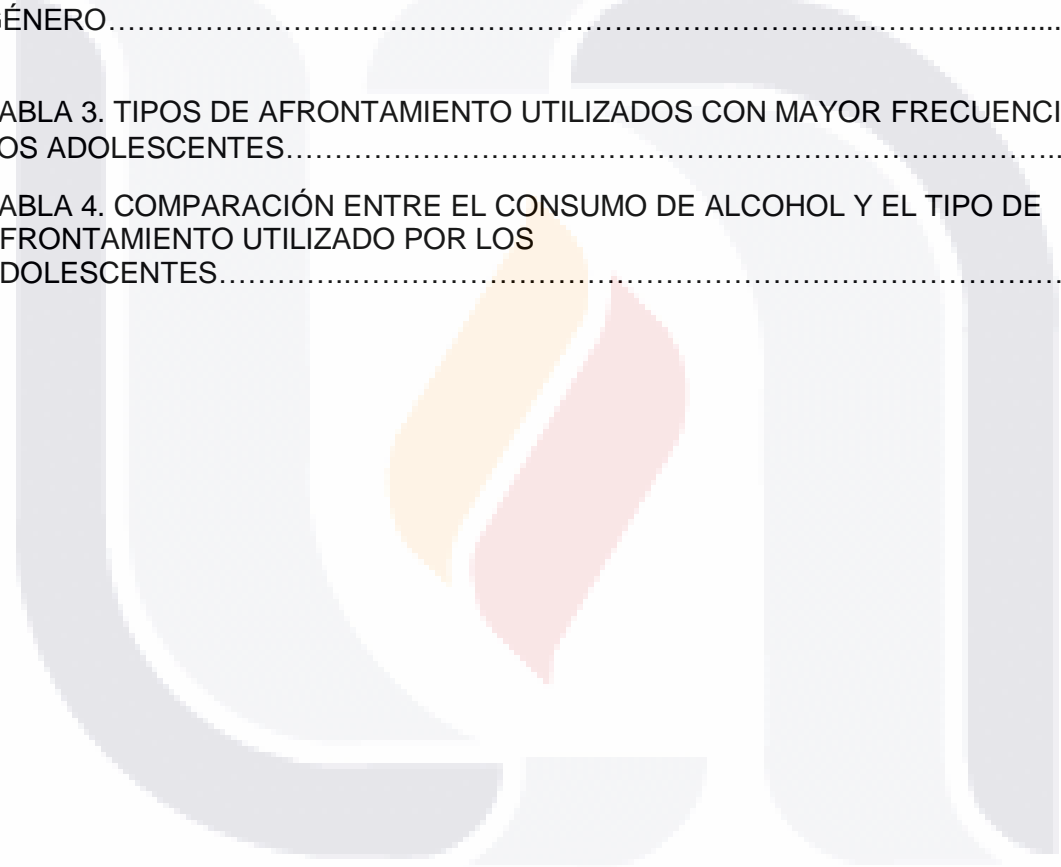 GÉNERO……………………………………………………………………………......………….............
ABLA 3. TIPOS DE AFRONTAMIENTO UTILIZADOS CON MAYOR FRECUENCI
OS ADOLESCENTES………………………………………………………………………………..
ABLA 4. COMPARACIÓN ENTRE EL CONSUMO DE ALCOHOL Y EL TIPO DE
FRONTAMIENTO UTILIZADO POR LOS
DOLESCENTES…………..…………………………………………………………………….…